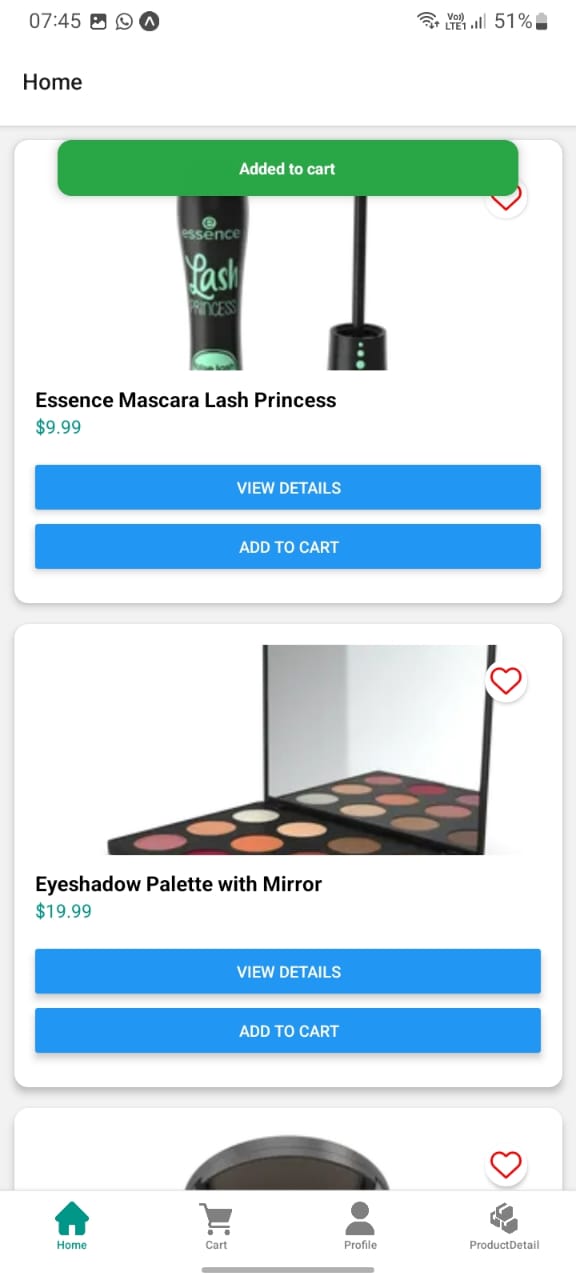 07:45
Vo))
LTE1
51%
Home
Added to cart
essence
Lash
PRINCESS
Essence Mascara Lash Princess
$9.99
VIEW DETAILS
ADD TO CART
Eyeshadow Palette with Mirror
$19.99
VIEW DETAILS
ADD TO CART
Home
Cart
Profile
ProductDetail